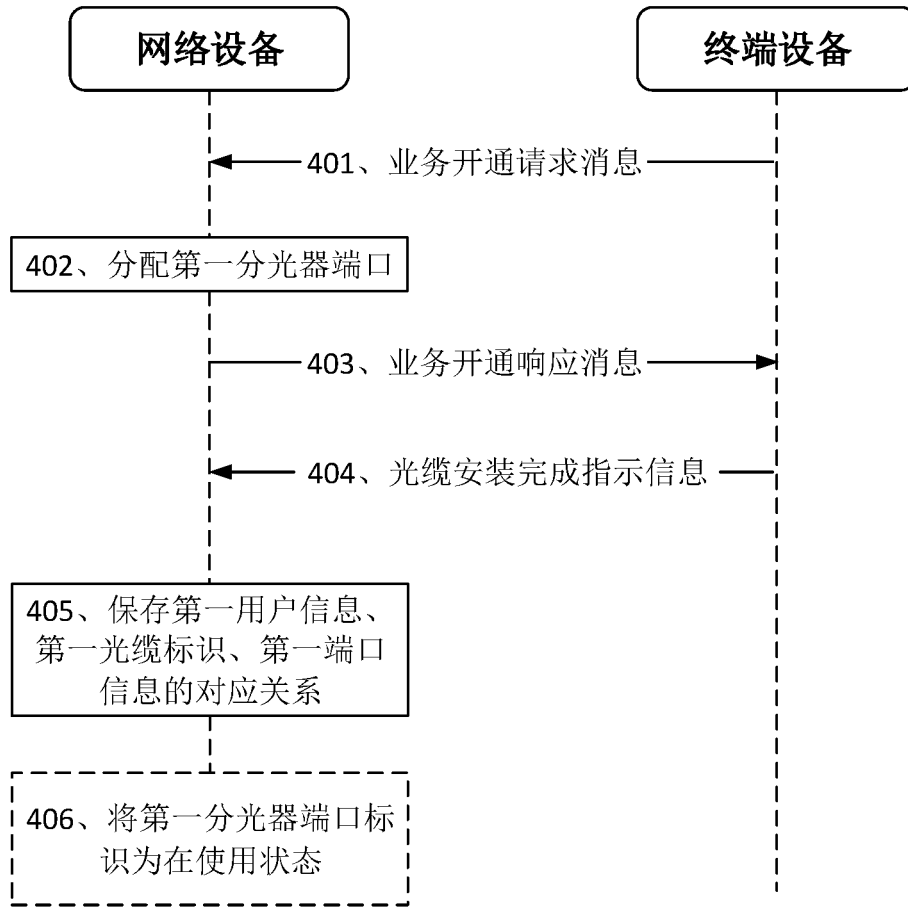 网络设备
终端设备
401、业务开通请求消息
402、分配第一分光器端口
403、业务开通响应消息
404、光缆安装完成指示信息
405、保存第一用户信息、
第一光缆标识、第一端口
信息的对应关系
406、将第一分光器端口标
识为在使用状态